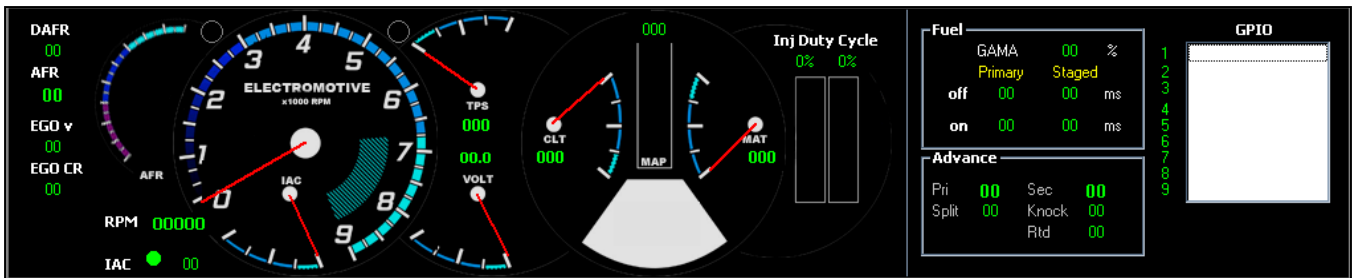 DAFR
00
AFR
00
EGO v
00
EGO CR
00
AFR
RPM 00000
IAC 00
0
1
2
3
4
5
6
7
8
9
ELECTROMOTIVE
x1000 RPM
IAC
TPS
000
00.0
VOLT
CLT
000
000
MAP
MAT
000
Inj Duty Cycle
0% 0%
Fuel
GAMA 00 %
Primary Staged
off 00 00 ms
on 00 00 ms
Advance
Pri 00 Sec 00
Split 00 Knock 00
Rtd 00
GPIO
1
2
3
4
5
6
7
8
9